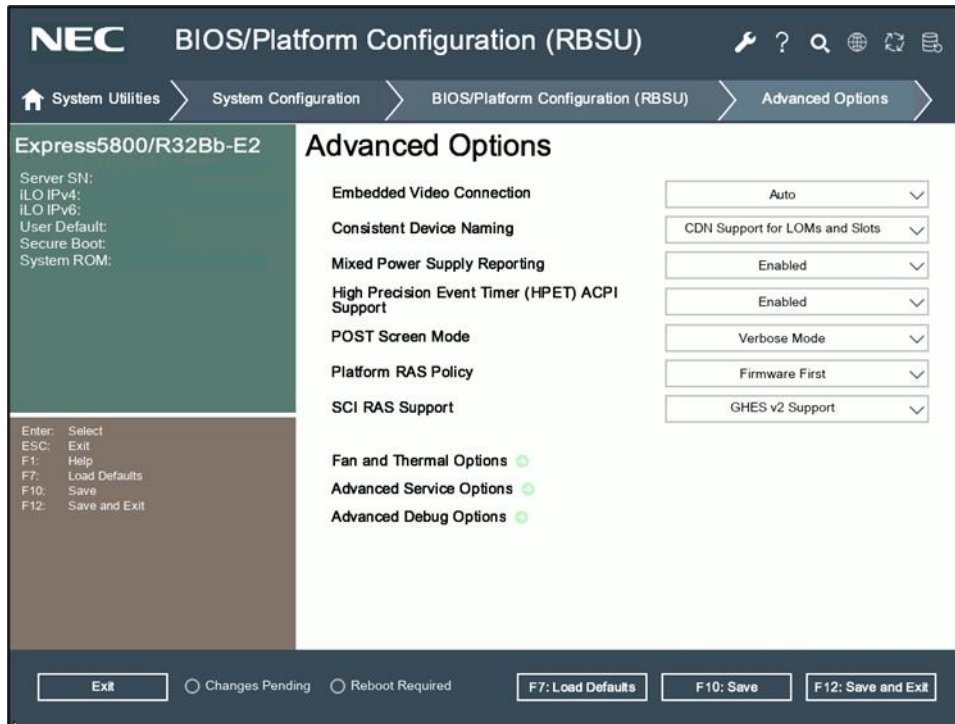 NEC BIOS/Platform Configuration (RBSU) ?
System Utilities System Configuration BIOS/Platform Configuration (RBSU) Advanced Options
Express5800/R32Bb-E2
Server SN:
iLO IPv4:
iLO IPv6:
User Default:
Secure Boot:
System ROM:
Enter: Select
ESC: Exit
F1: Help
F7: Load Defaults
F10: Save
F12: Save and Exit
Advanced Options
Embedded Video Connection Auto
Consistent Device Naming CDN Support for LOMs and Slots
Mixed Power Supply Reporting Enabled
High Precision Event Timer (HPET) ACPI
Support Enabled
POST Screen Mode Verbose Mode
Platform RAS Policy Firmware First
SCI RAS Support GHES v2 Support
Fan and Thermal Options
Advanced Service Options
Advanced Debug Options
Exit Changes Pending Reboot Required F7: Load Defaults F10: Save F12: Save and Exit